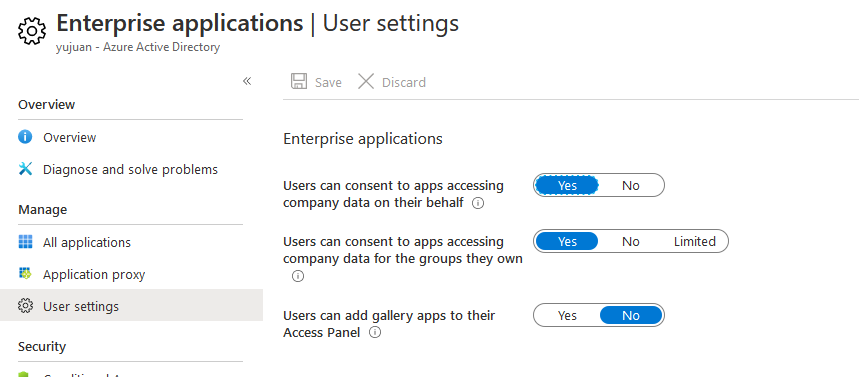 Enterprise applications | User settings
yujuan - Azure Active Directory
«
Save
Discard
Overview
Overview
Diagnose and solve problems
Manage
All applications
Application proxy
User settings
Security
Enterprise applications
Users can consent to apps accessing
company data on their behalf
Yes No
Users can consent to apps accessing
company data for the groups they own
Yes No Limited
Users can add gallery apps to their
Access Panel
Yes No